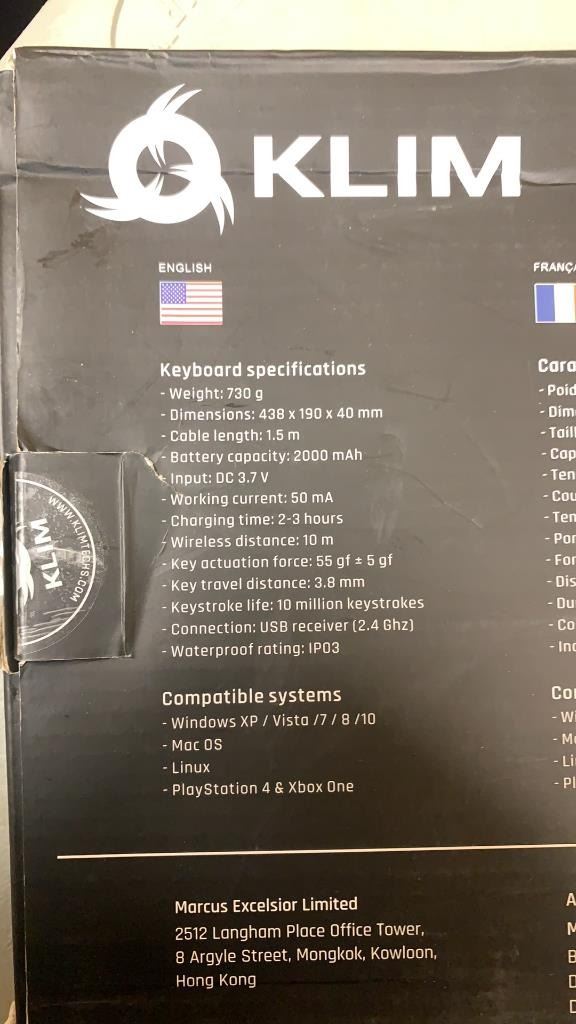 KLIM
ENGLISH
Keyboard specifications
- Weight: 730 g
- Dimensions: 438 x 190 x 40 mm
- Cable length: 1.5 m
- Battery capacity: 2000 mAh
- Input: DC 3.7 V
- Working current: 50 mA
- Charging time: 2-3 hours
- Wireless distance: 10 m
- Key actuation force: 55 gf ± 5 gf
- Key travel distance: 3.8 mm
- Keystroke life: 10 million keystrokes
- Connection: USB receiver (2.4 Ghz)
- Waterproof rating: IP03
Compatible systems
- Windows XP / Vista /7 / 8 /10
- Mac OS
- Linux
- PlayStation 4 & Xbox One
Marcus Excelsior Limited
2512 Langham Place Office Tower,
8 Argyle Street, Mongkok, Kowloon,
Hong Kong
WWW.KLIMTECHS.COM
KLIM